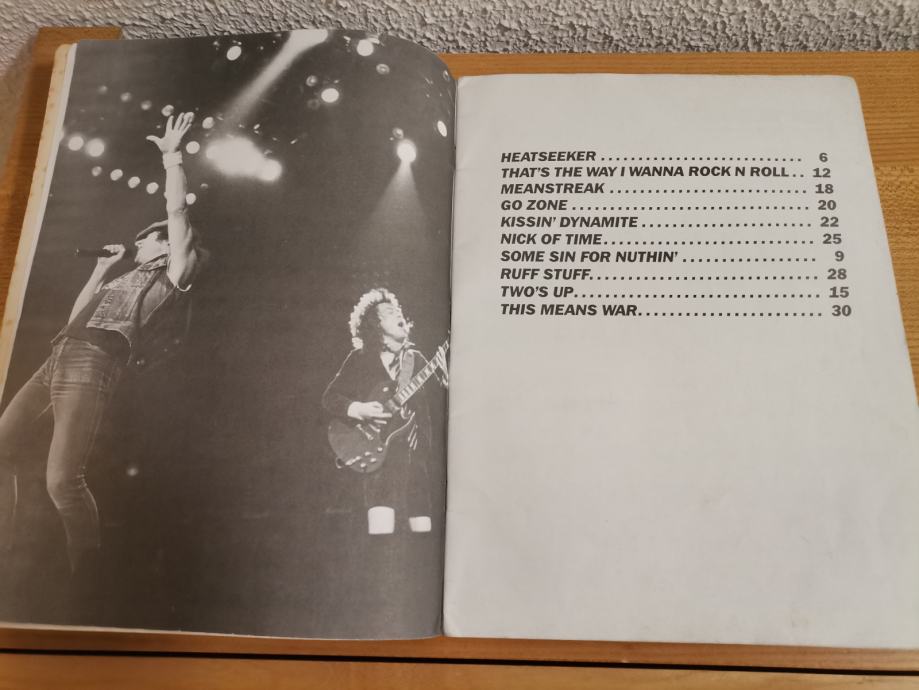 HEATSEEKER ........................ 6
THAT'S THE WAY I WANNA ROCK N ROLL.. 12
MEANSTREAK ........................ 18
GO ZONE ............................. 20
KISSIN' DYNAMITE .................... 22
NICK OF TIME......................... 25
SOME SIN FOR NUTHIN' ................ 9
RUFF STUFF........................... 28
TWO'S UP............................. 15
THIS MEANS WAR....................... 30